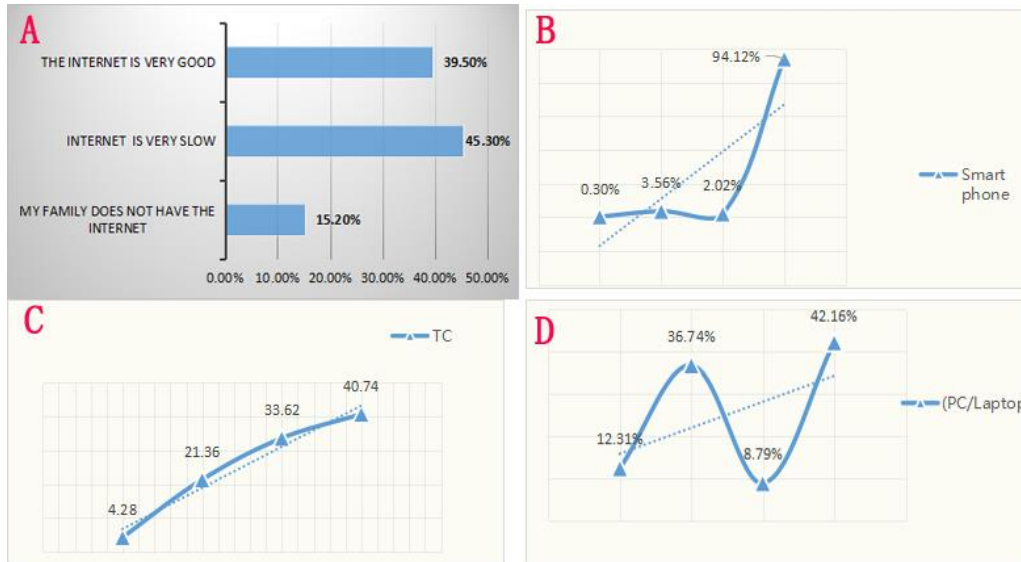 A
THE INTERNET IS VERY GOOD
39.50%
INTERNET IS VERY SLOW
45.30%
MY FAMILY DOES NOT HAVE THE
INTERNET
15.20%
0.00% 10.00% 20.00% 30.00% 40.00% 50.00%
B
94.12%
0.30%
3.56%
2.02%
Smart
phone
C
TC
4.28
21.36
33.62
40.74
D
12.31%
36.74%
8.79%
42.16%
(PC/Laptop